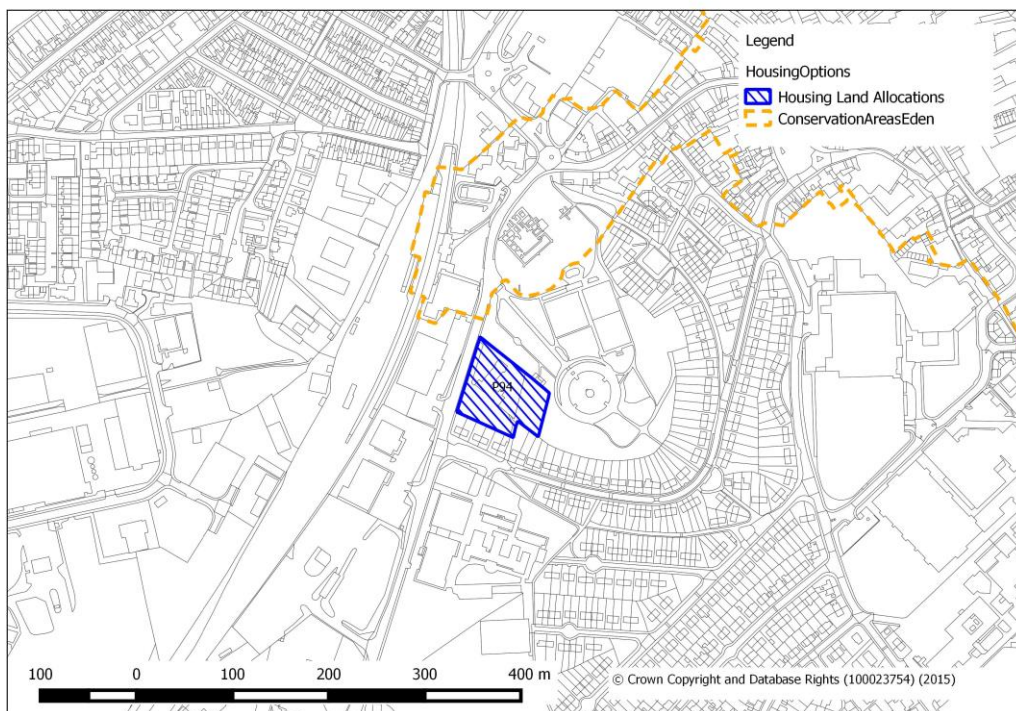 Legend
HousingOptions
Housing Land Allocations
ConservationAreasEden
P94
100 0 100 200 300 400 m
© Crown Copyright and Database Rights (100023754) (2015)